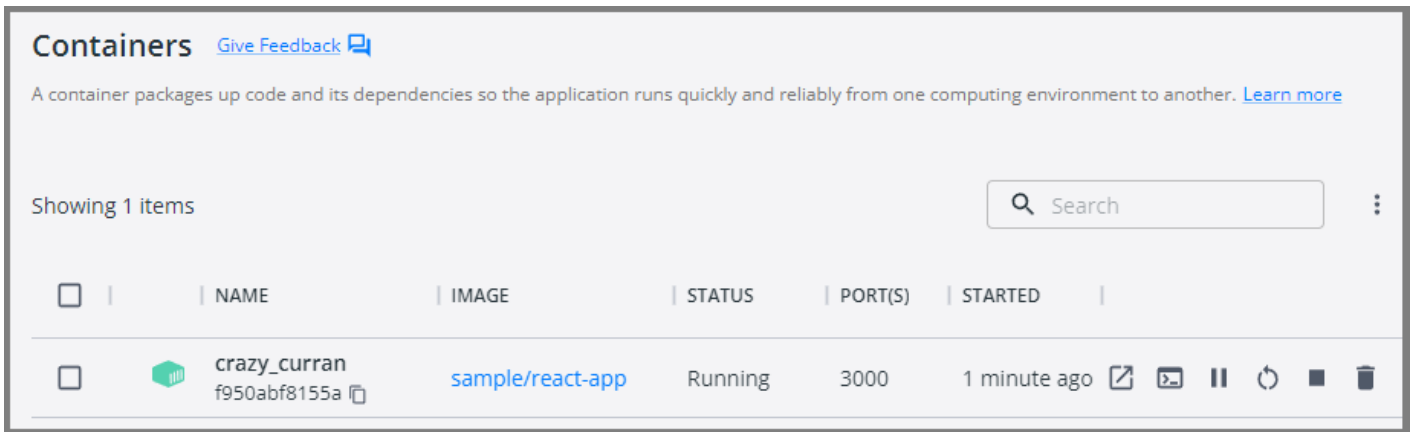 Containers Give Feedback
A container packages up code and its dependencies so the application runs quickly and reliably from one computing environment to another. Learn more
Showing 1 items
Search
NAME IMAGE STATUS PORT(S) STARTED
crazy_curran
f950abf8155a
sample/react-app Running 3000 1 minute ago